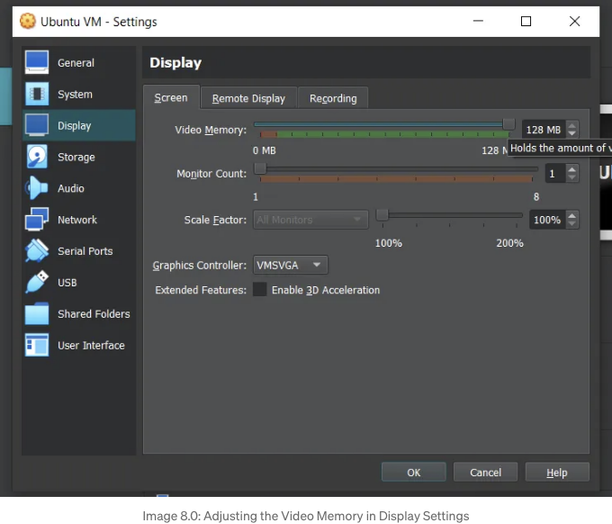 Ubuntu VM - Settings
General
System
Display
Storage
Audio
Network
Serial Ports
USB
Shared Folders
User Interface
Display
Screen
Remote Display
Recording
Video Memory:
128 MB
0 MB
128
Holds the amount of v
Monitor Count:
1
1
8
Scale Factor:
All Monitors
100%
100%
200%
Graphics Controller:
VMSVGA
Extended Features:
Enable 3D Acceleration
OK
Cancel
Help
Image 8.0: Adjusting the Video Memory in Display Settings